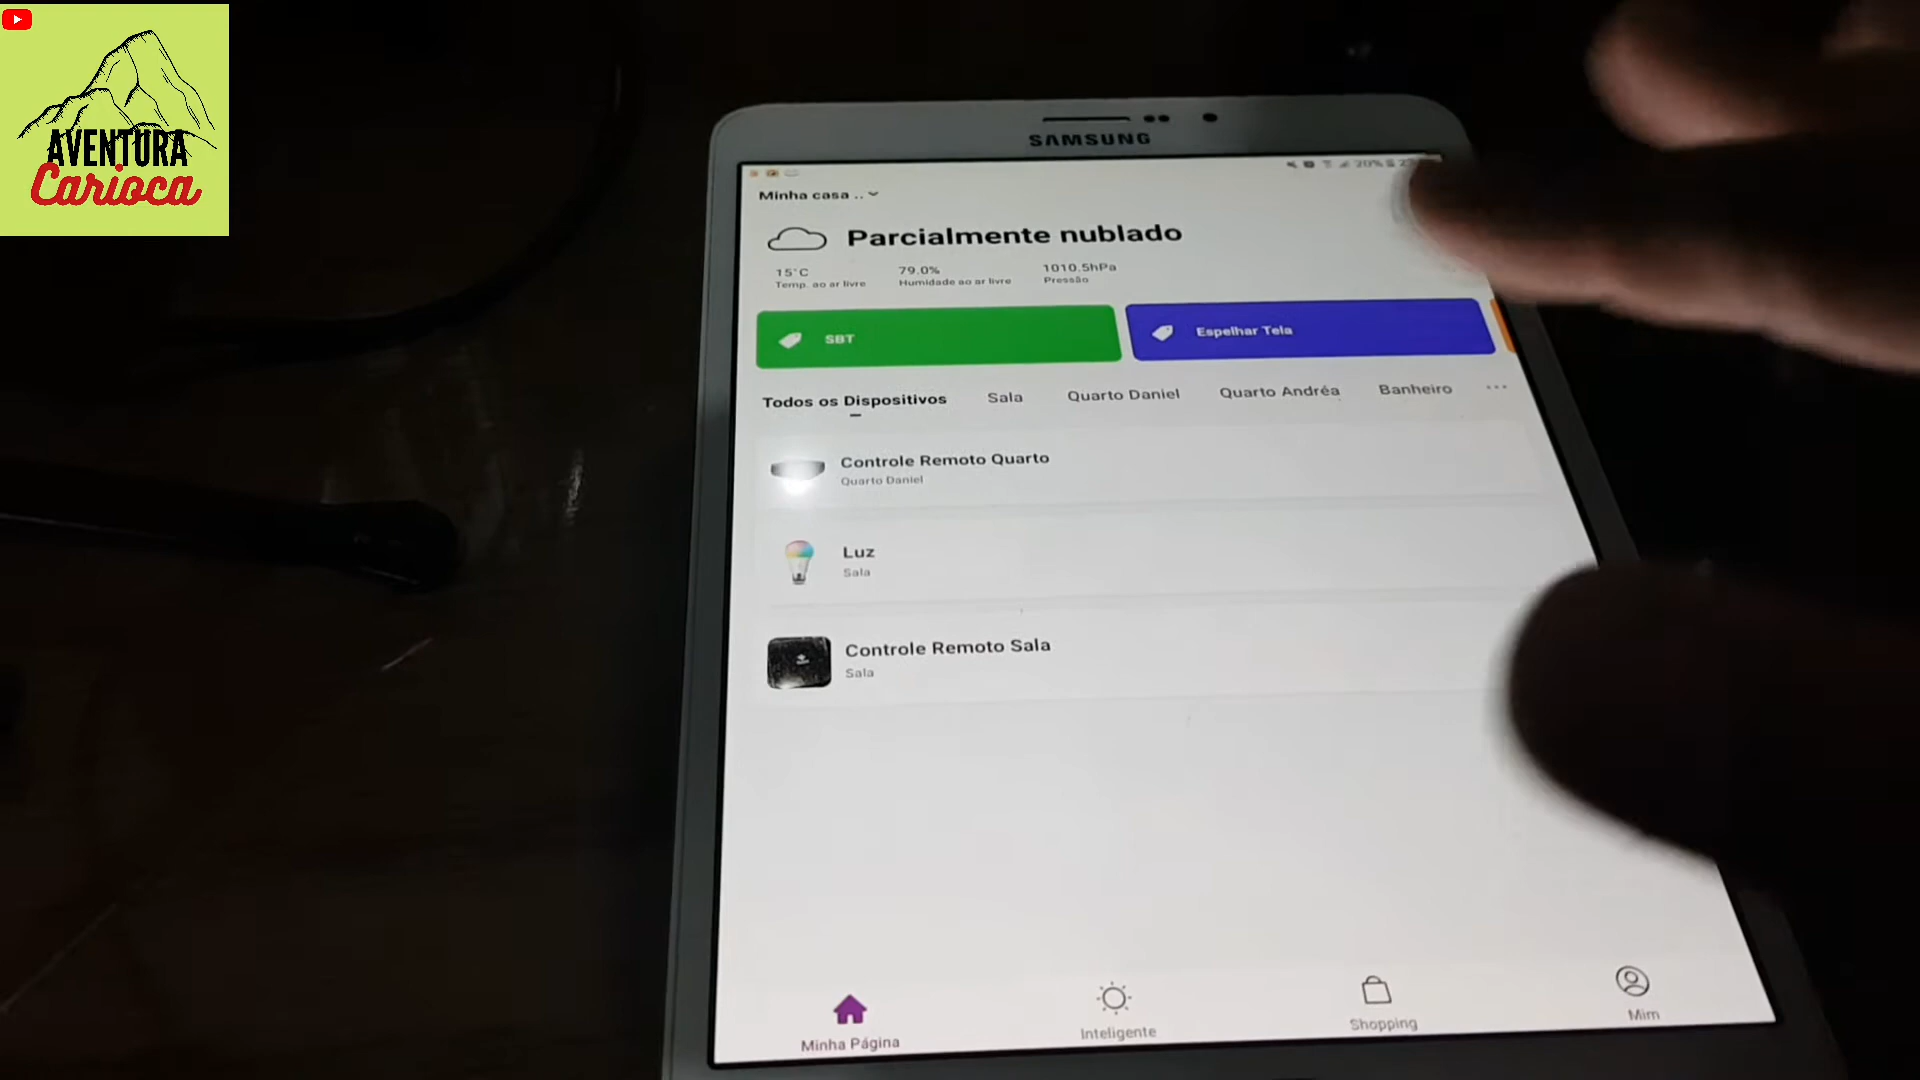 AVENTURA
Carioca
SAMSUNG
20%
Minha casa ..
Parcialmente nublado
15°C
79.0%
1010.5hPa
Temp. ao ar livre
Humidade ao ar livre
Pressão
SBT
Espelhar Tela
Todos os Dispositivos
Sala
Quarto Daniel
Quarto Andréa
Banheiro
Controle Remoto Quarto
Quarto Daniel
Luz
Sala
Controle Remoto Sala
Sala
Minha Página
Inteligente
Shopping
Mim